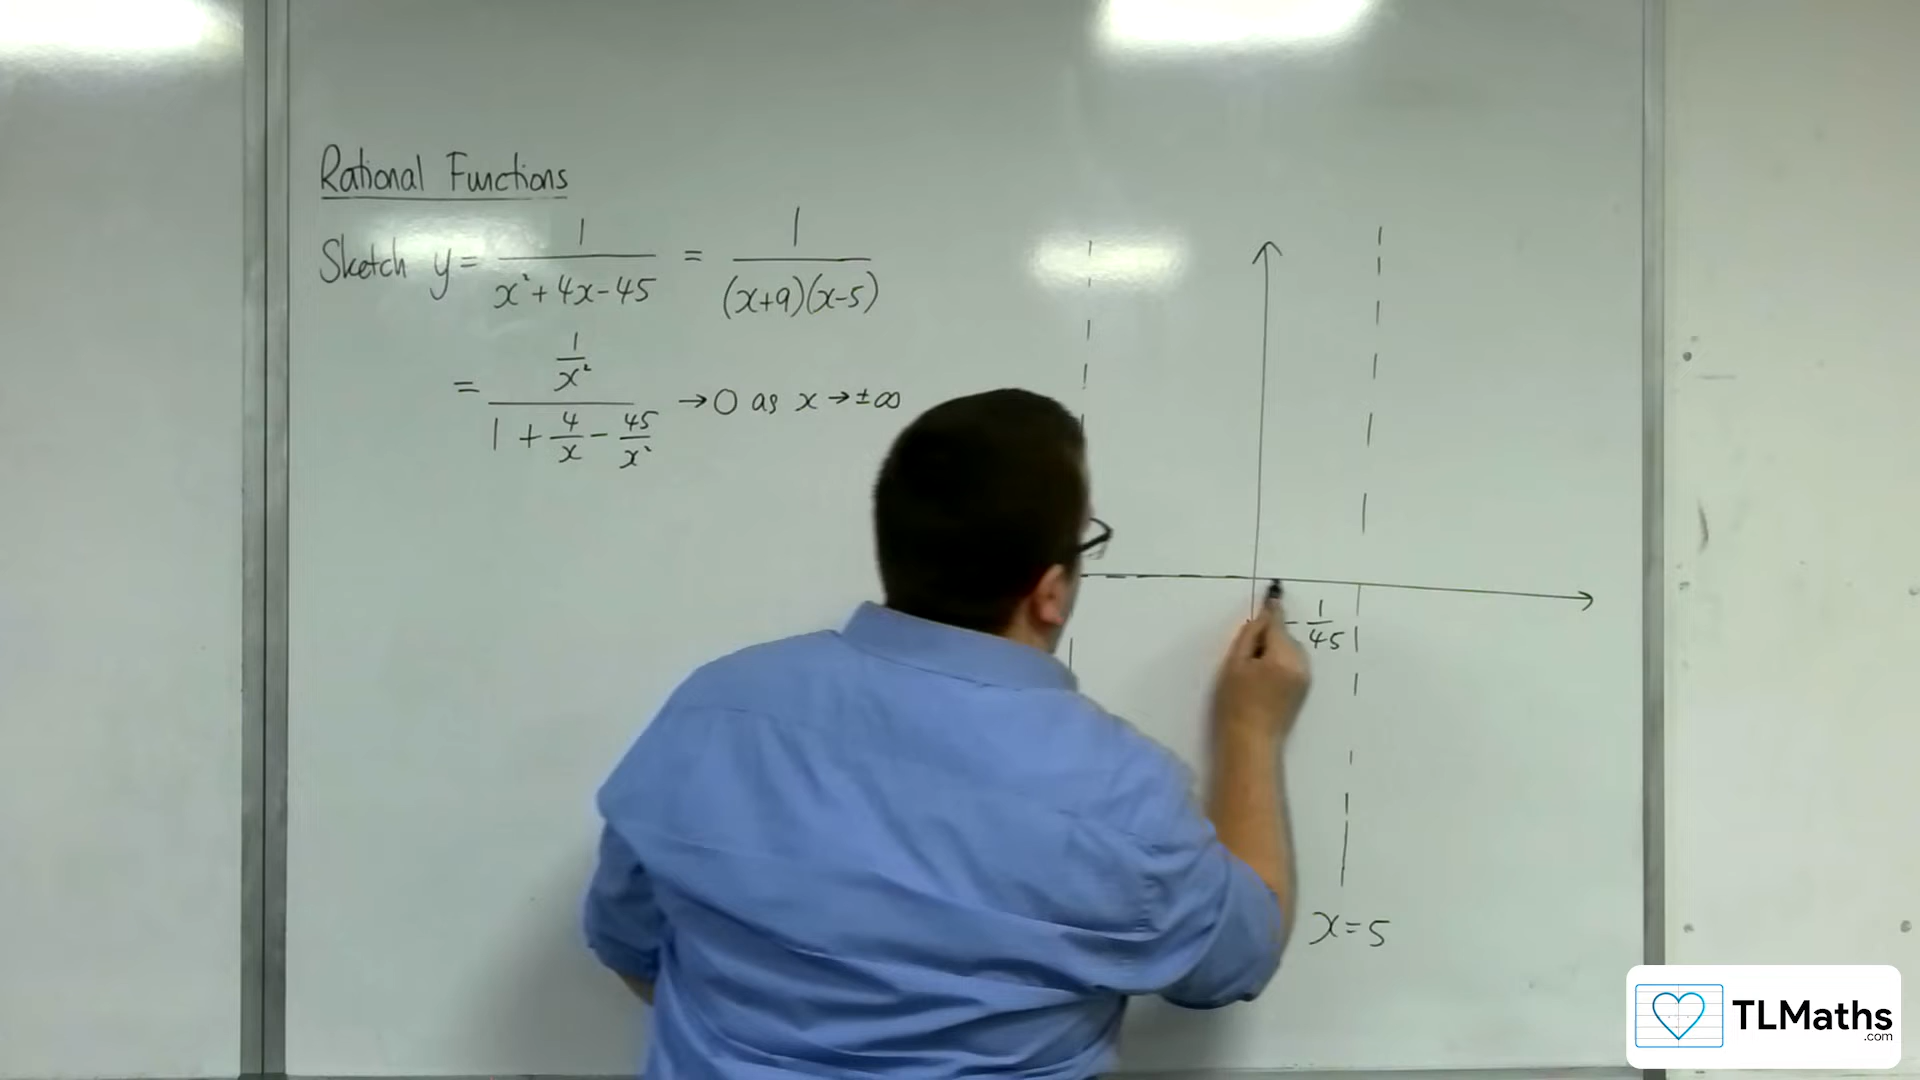 Rational Functions
Sketch y = 1/(x²+4x-45) = 1/((x+9)(x-5))
= (1/x²)/(1 + 4/x - 45/x²) → 0 as x → ±∞
-1/45
x=5
TLMaths
.com